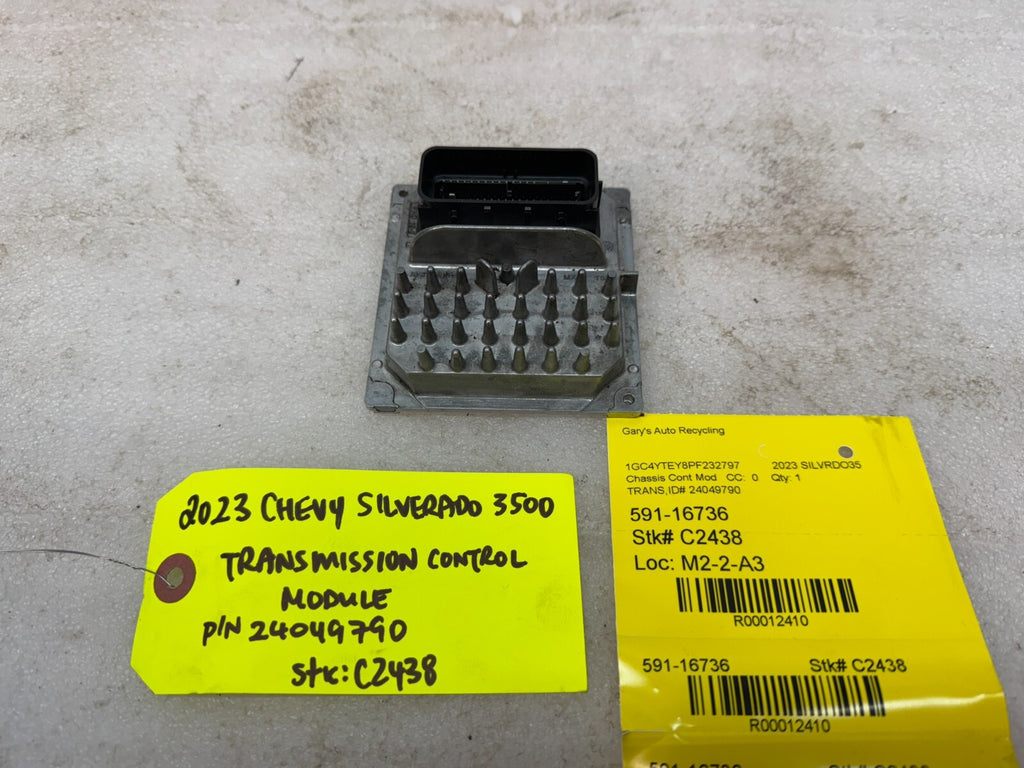 2023 CHEVY SILVERADO 3500
TRANSMISSION CONTROL
MODULE
P/N 24049790
Stk: C2438
Gary's Auto Recycling
1GC4YTEY8PF232797 2023 SILVRDO35
Chassis Cont Mod CC: 0 Qty: 1
TRANS,ID# 24049790
591-16736
Stk# C2438
Loc: M2-2-A3
R00012410
591-16736 Stk# C2438
R00012410